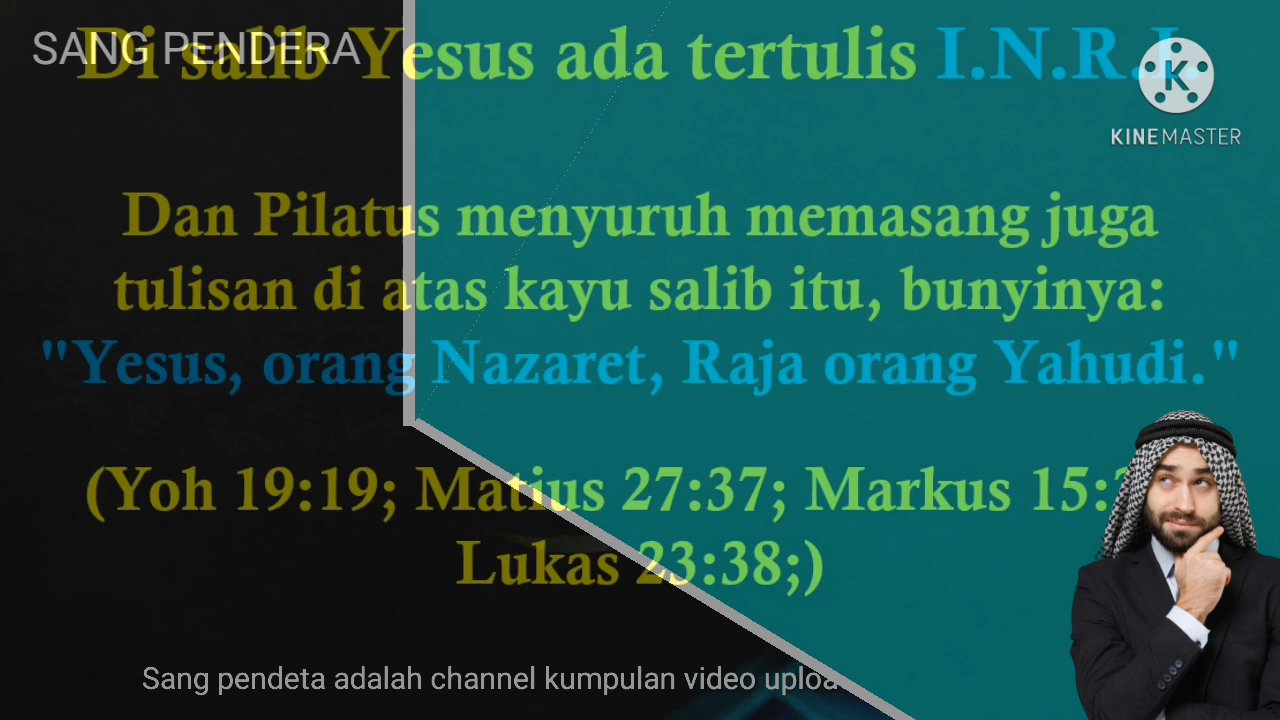 SANG PENDERA
Di salib Yesus ada tertulis I.N.R.I.
KINEMASTER
Dan Pilatus menyuruh memasang juga
tulisan di atas kayu salib itu, bunyinya:
"Yesus, orang Nazaret, Raja orang Yahudi."
(Yoh 19:19; Matius 27:37; Markus
Lukas 23:38;)
Sang pendeta adalah channel kumpulan video